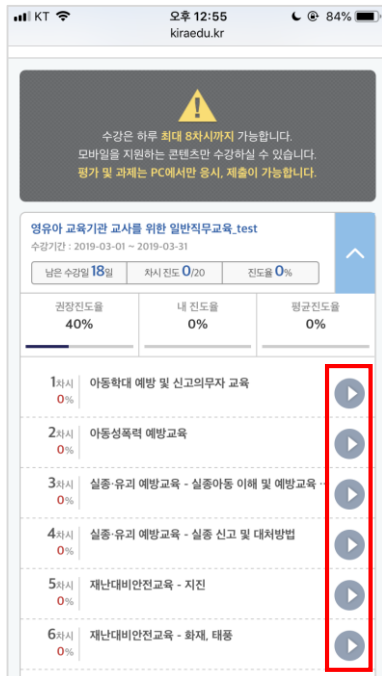 KT 오후 12:55 84%
kiraedu.kr
수강은 하루 최대 8차시까지 가능합니다.
모바일을 지원하는 콘텐츠만 수강하실 수 있습니다.
평가 및 과제는 PC에서만 응시, 제출이 가능합니다.
영유아 교육기관 교사를 위한 일반직무교육_test
수강기간 : 2019-03-01 ~ 2019-03-31
남은 수강일 18일 차시 진도 0/20 진도율 0%
권장진도율 내 진도율 평균진도율
40% 0% 0%
1차시 아동학대 예방 및 신고의무자 교육
0%
2차시 아동성폭력 예방교육
0%
3차시 실종·유괴 예방교육 - 실종아동 이해 및 예방교육 ...
0%
4차시 실종·유괴 예방교육 - 실종 신고 및 대처방법
0%
5차시 재난대비안전교육 - 지진
0%
6차시 재난대비안전교육 - 화재, 태풍
0%